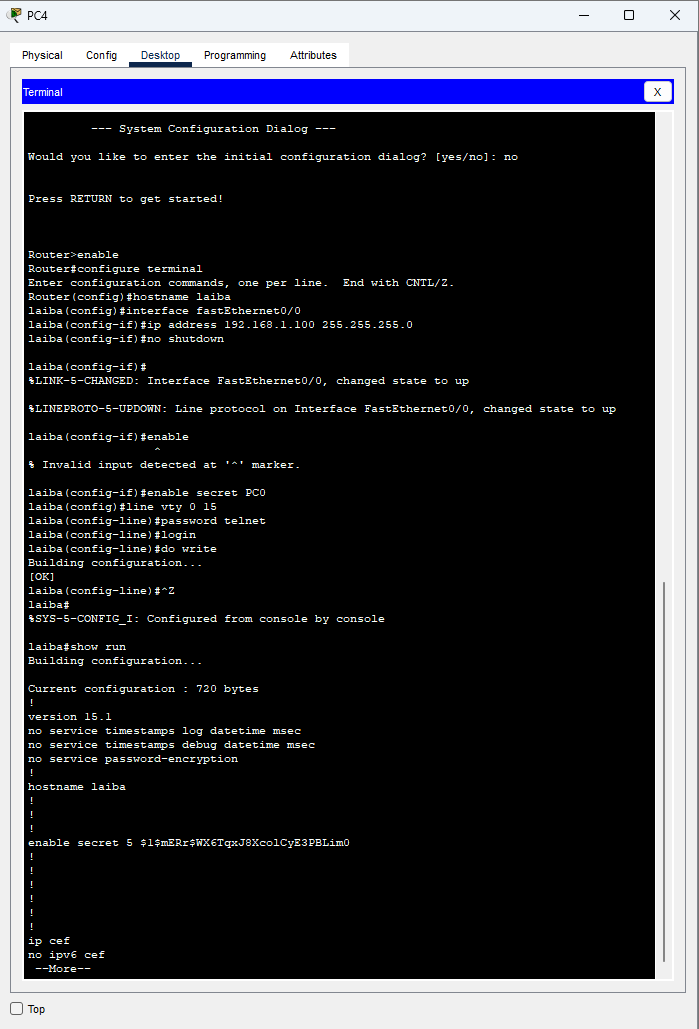 PC4
Physical Config Desktop Programming Attributes
Terminal X
--- System Configuration Dialog ---
Would you like to enter the initial configuration dialog? [yes/no]: no
Press RETURN to get started!
Router>enable
Router#configure terminal
Enter configuration commands, one per line.  End with CNTL/Z.
Router(config)#hostname laiba
laiba(config)#interface fastEthernet0/0
laiba(config-if)#ip address 192.168.1.100 255.255.255.0
laiba(config-if)#no shutdown
laiba(config-if)#
%LINK-5-CHANGED: Interface FastEthernet0/0, changed state to up
%LINEPROTO-5-UPDOWN: Line protocol on Interface FastEthernet0/0, changed state to up
laiba(config-if)#enable
^
% Invalid input detected at '^' marker.
laiba(config-if)#enable secret PC0
laiba(config)#line vty 0 15
laiba(config-line)#password telnet
laiba(config-line)#login
laiba(config-line)#do write
Building configuration...
[OK]
laiba(config-line)#^Z
laiba#
%SYS-5-CONFIG_I: Configured from console by console
laiba#show run
Building configuration...
Current configuration : 720 bytes
!
version 15.1
no service timestamps log datetime msec
no service timestamps debug datetime msec
no service password-encryption
!
hostname laiba
!
!
!
enable secret 5 $1$mERr$WX6TqxJ8XcolCyE3PBLim0
!
!
!
!
!
!
ip cef
no ipv6 cef
--More--
Top